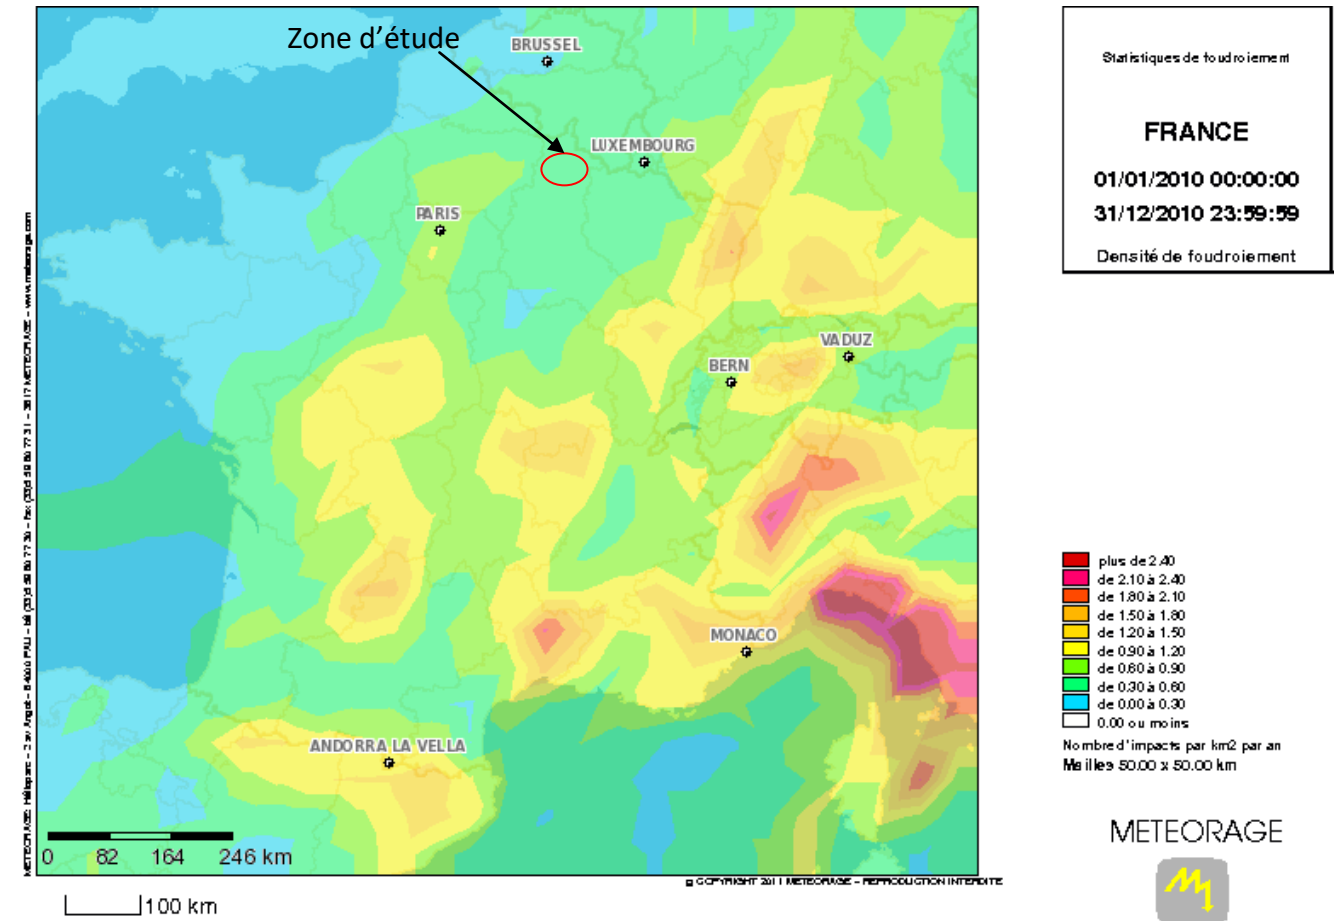 Zone d’étude
BRUSSEL
LUXEMBOURG
PARIS
VADUZ
BERN
MONACO
ANDORRA LA VELLA
0 82 164 246 km
100 km
© COPYRIGHT 2011 METEORAGE - REPRODUCTION INTERDITE
Statistiques de foudroiement
FRANCE
01/01/2010 00:00:00
31/12/2010 23:59:59
Densité de foudroiement
plus de 2.40
de 2.10 à 2.40
de 1.80 à 2.10
de 1.50 à 1.80
de 1.20 à 1.50
de 0.90 à 1.20
de 0.60 à 0.90
de 0.30 à 0.60
de 0.00 à 0.30
0.00 ou moins
Nombre d'impacts par km2 par an
Mailles 50.00 x 50.00 km
METEORAGE